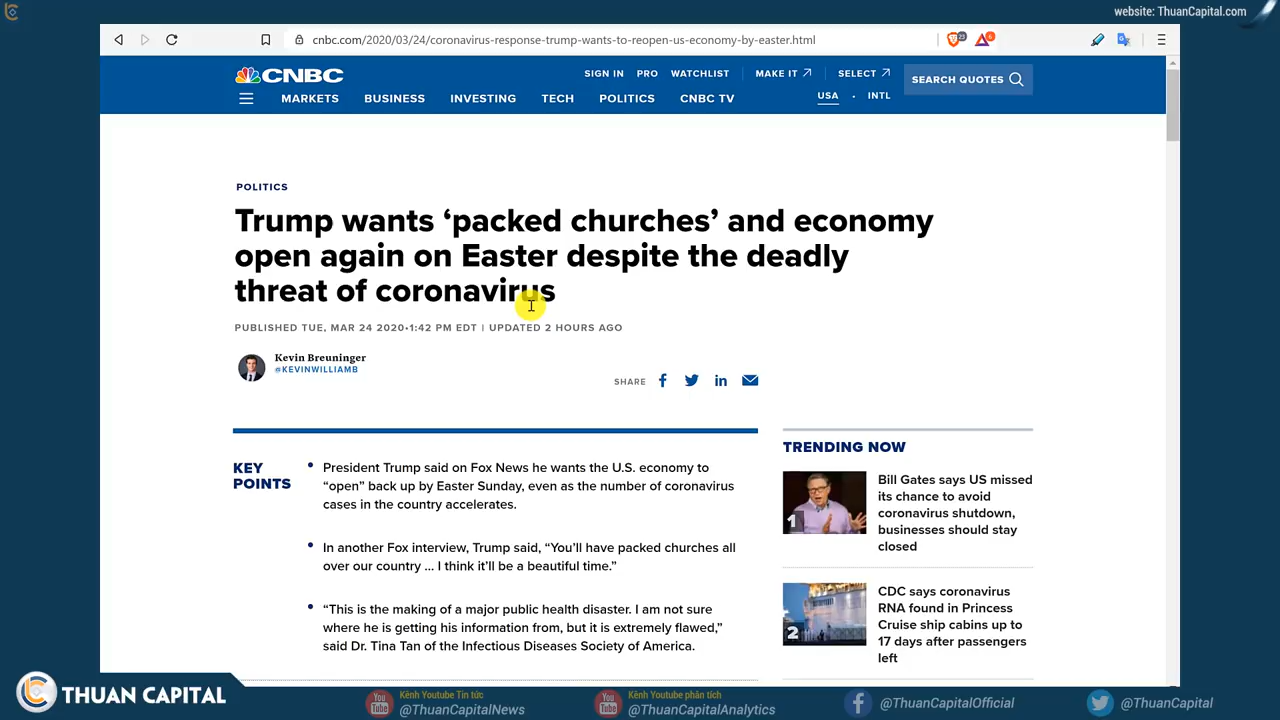 website: ThuanCapital.com
cnbc.com/2020/03/24/coronavirus-response-trump-wants-to-reopen-us-economy-by-easter.html
23
6
CNBC
SIGN IN PRO WATCHLIST MAKE IT SELECT
SEARCH QUOTES
MARKETS BUSINESS INVESTING TECH POLITICS CNBC TV
USA • INTL
POLITICS
Trump wants ‘packed churches’ and economy
open again on Easter despite the deadly
threat of coronavirus
PUBLISHED TUE, MAR 24 2020•1:42 PM EDT | UPDATED 2 HOURS AGO
Kevin Breuninger
@KEVINWILLIAMB
SHARE
KEY
POINTS
President Trump said on Fox News he wants the U.S. economy to
“open” back up by Easter Sunday, even as the number of coronavirus
cases in the country accelerates.
In another Fox interview, Trump said, “You’ll have packed churches all
over our country … I think it’ll be a beautiful time.”
“This is the making of a major public health disaster. I am not sure
where he is getting his information from, but it is extremely flawed,”
said Dr. Tina Tan of the Infectious Diseases Society of America.
TRENDING NOW
1
Bill Gates says US missed
its chance to avoid
coronavirus shutdown,
businesses should stay
closed
2
CDC says coronavirus
RNA found in Princess
Cruise ship cabins up to
17 days after passengers
left
THUAN CAPITAL
You Tube
Kênh Youtube Tin tức
@ThuanCapitalNews
You Tube
Kênh Youtube phân tích
@ThuanCapitalAnalytics
@ThuanCapitalOfficial
@ThuanCapital